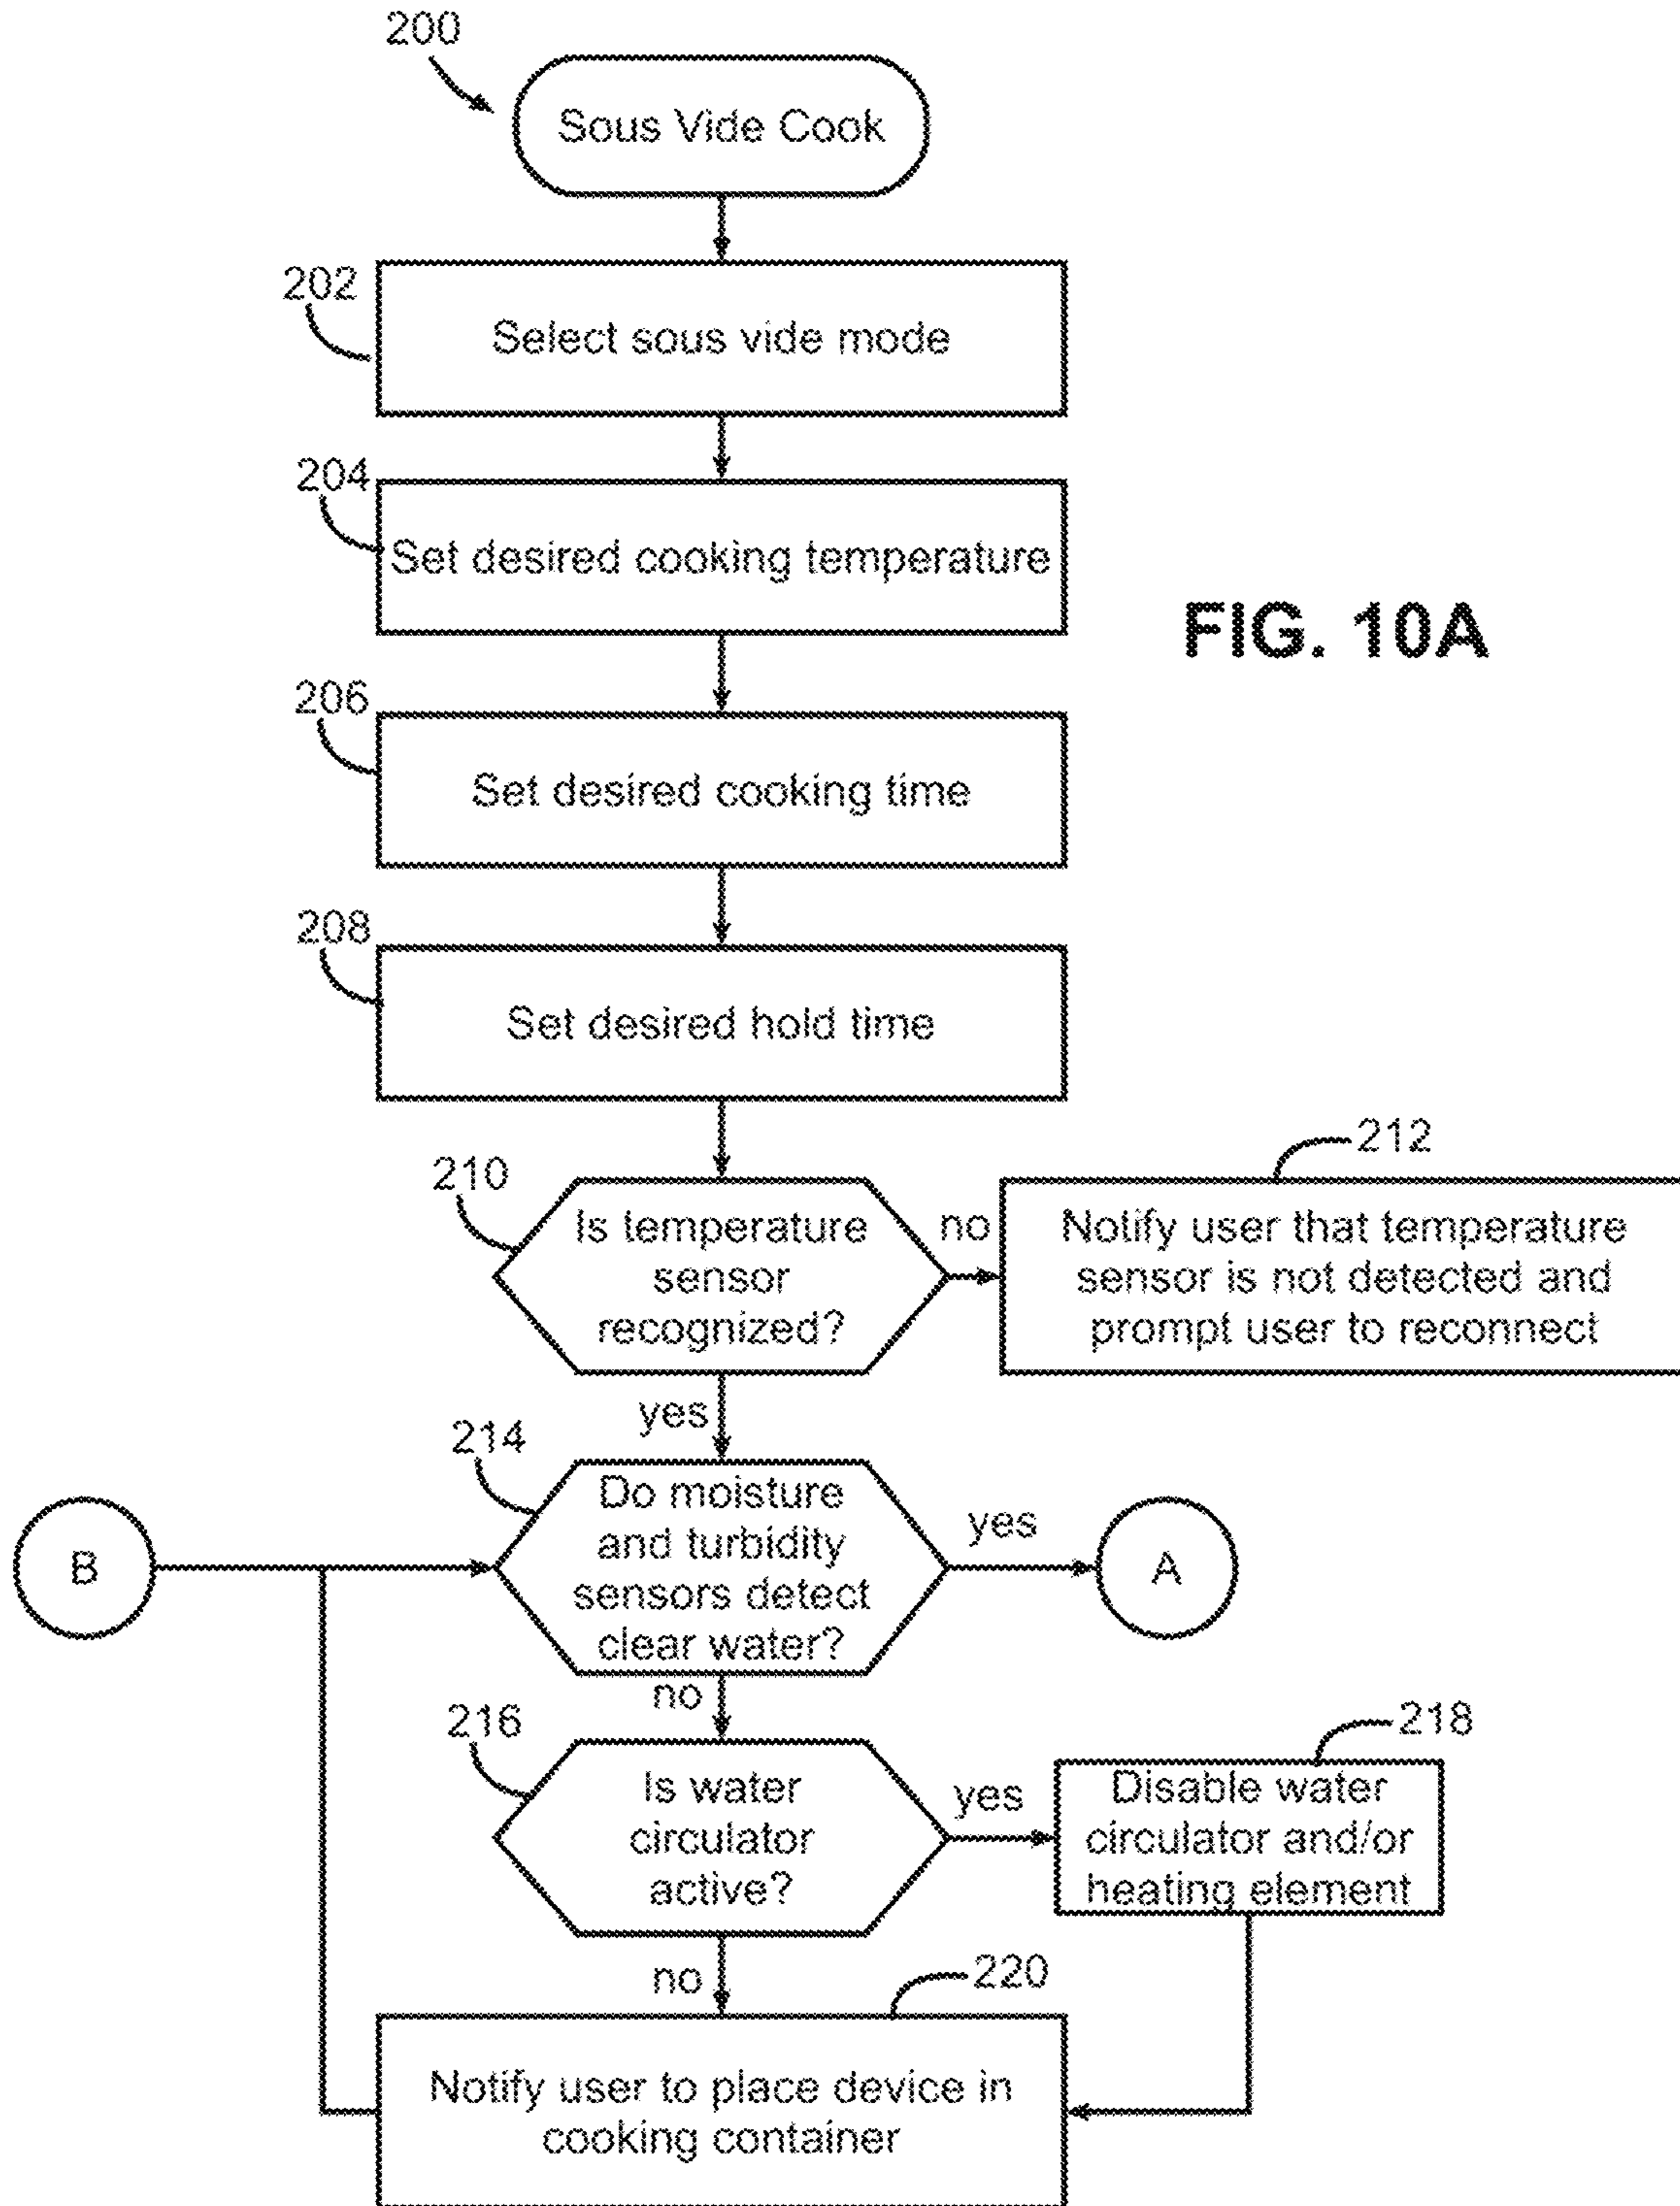 200
Sous Vide Cook
202
Select sous vide mode
204
Set desired cooking temperature
FIG. 10A
206
Set desired cooking time
208
Set desired hold time
210
Is temperature
sensor
recognized?
no
212
Notify user that temperature
sensor is not detected and
prompt user to reconnect
yes
214
Do moisture
and turbidity
sensors detect
clear water?
yes
A
B
no
216
Is water
circulator
active?
yes
218
Disable water
circulator and/or
heating element
no
220
Notify user to place device in
cooking container